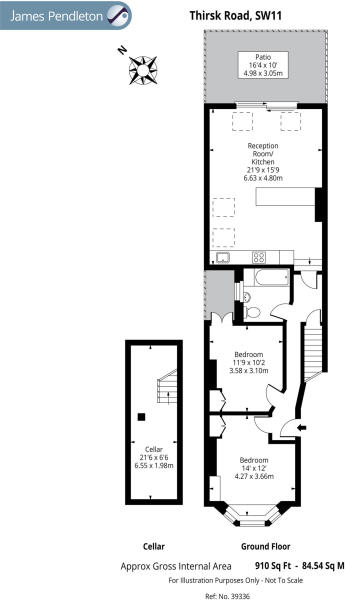 James Pendleton
Thirsk Road, SW11
N
Patio
16'4 x 10'
4.98 x 3.05m
Reception
Room/
Kitchen
21'9 x 15'9
6.63 x 4.80m
Bedroom
11'9 x 10'2
3.58 x 3.10m
Cellar
21'6 x 6'6
6.55 x 1.98m
Bedroom
14' x 12'
4.27 x 3.66m
Cellar
Ground Floor
Approx Gross Internal Area 910 Sq Ft - 84.54 Sq M
For Illustration Purposes Only - Not To Scale
Ref: No. 39336